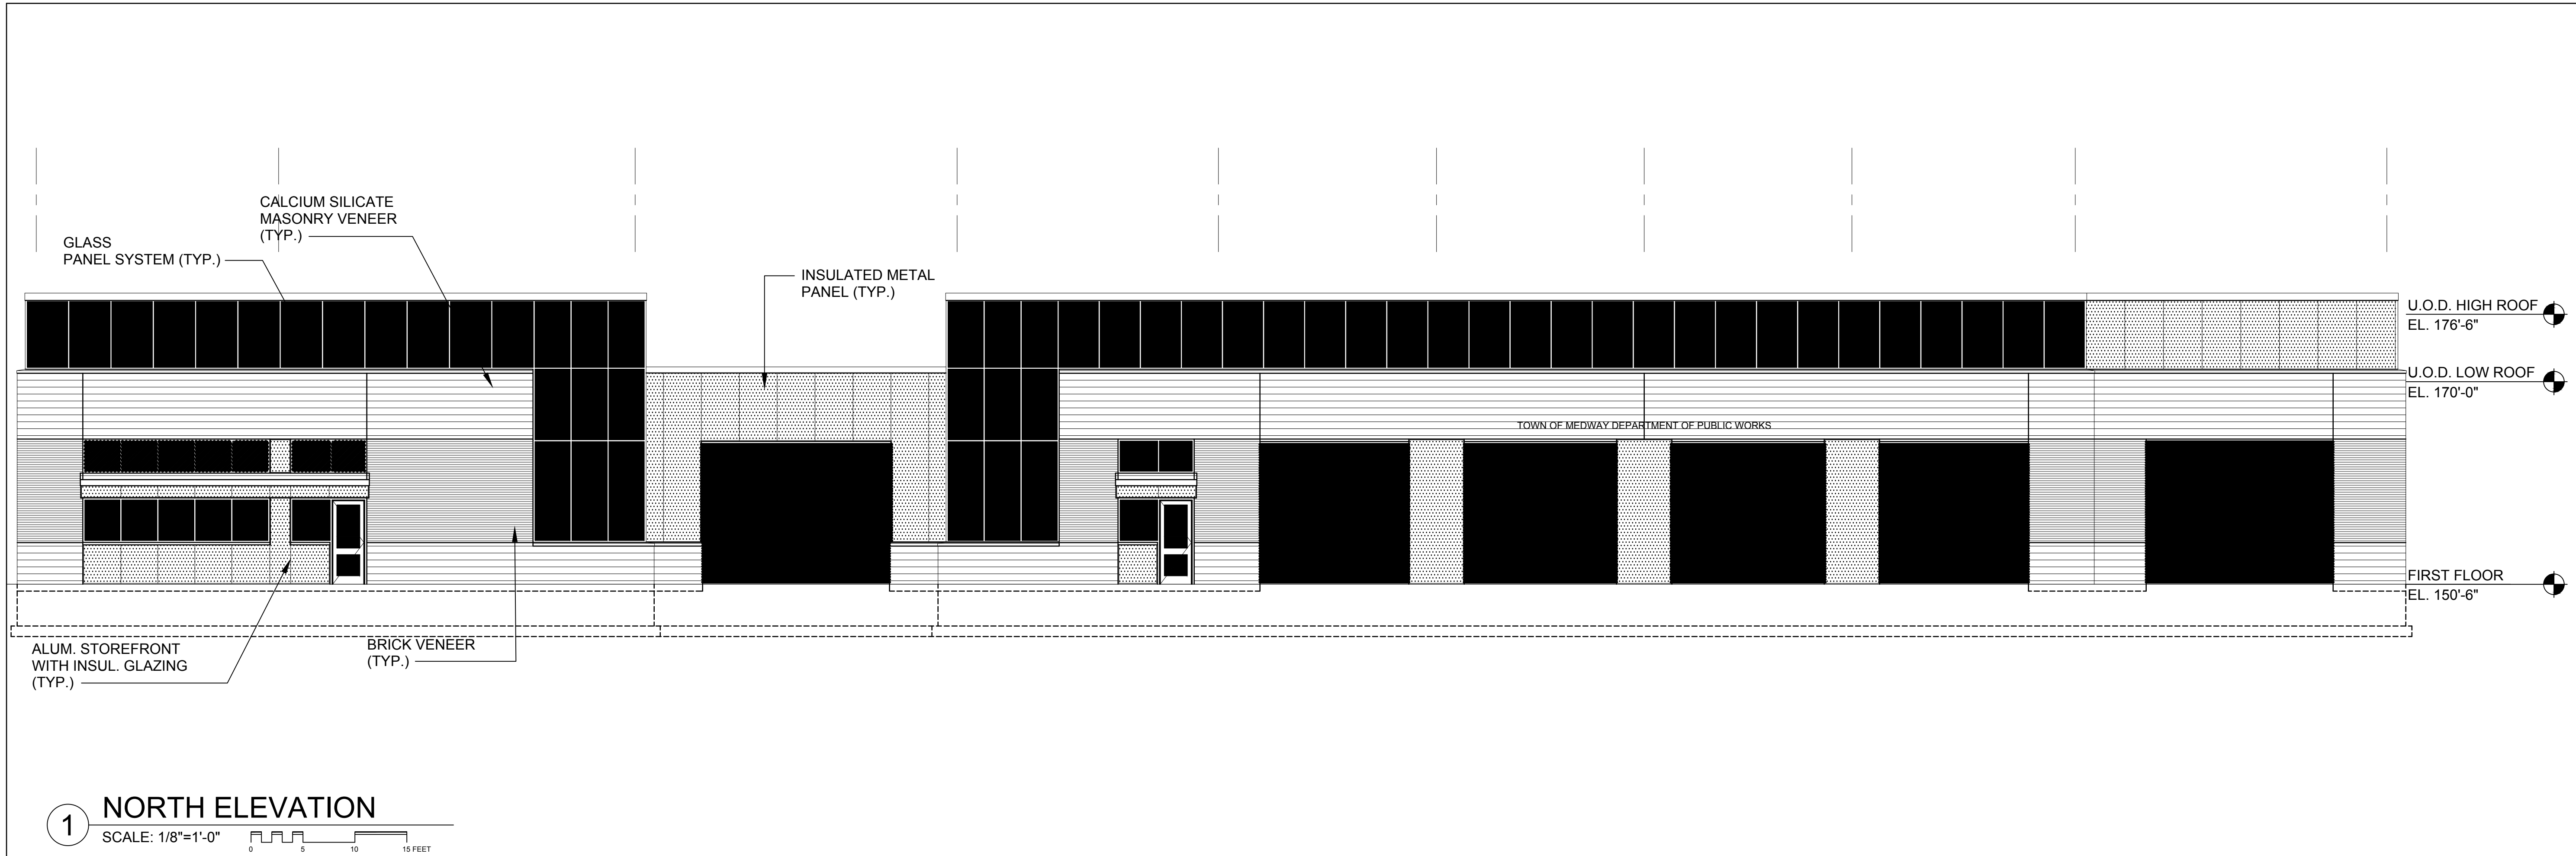 CALCIUM SILICATE
MASONRY VENEER
(TYP.)
GLASS
PANEL SYSTEM (TYP.)
INSULATED METAL
PANEL (TYP.)
U.O.D. HIGH ROOF
EL. 176'-6"
U.O.D. LOW ROOF
EL. 170'-0"
TOWN OF MEDWAY DEPARTMENT OF PUBLIC WORKS
FIRST FLOOR
EL. 150'-6"
ALUM. STOREFRONT
WITH INSUL. GLAZING
(TYP.)
BRICK VENEER
(TYP.)
1
NORTH ELEVATION
SCALE: 1/8"=1'-0"
0 5 10 15 FEET